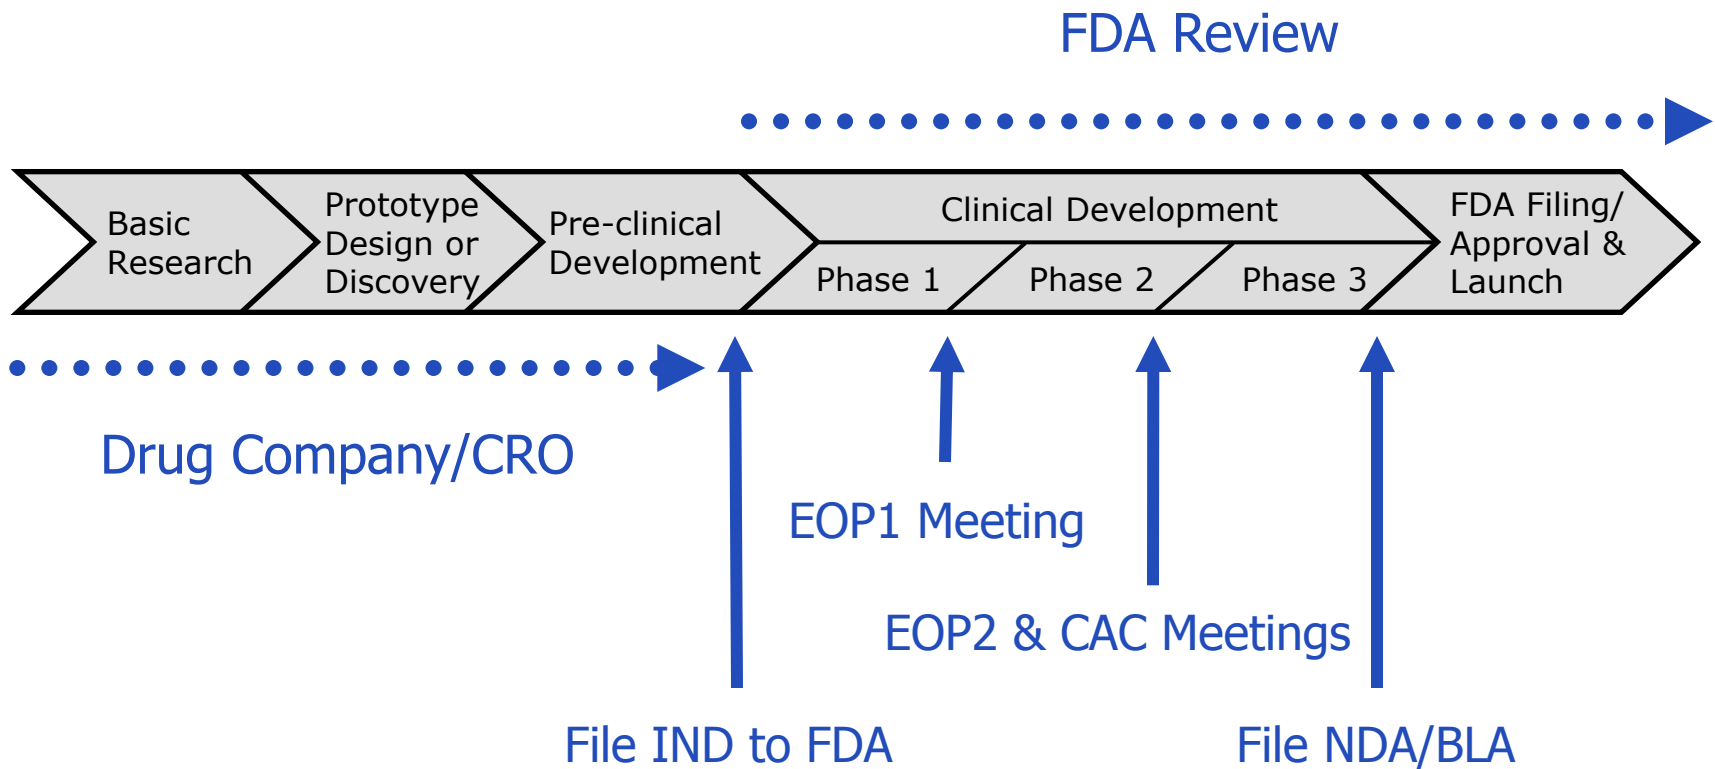 FDA Review
Basic
Research
Prototype
Design or
Discovery
Pre-clinical
Development
Clinical Development
Phase 1
Phase 2
Phase 3
FDA Filing/
Approval &
Launch
Drug Company/CRO
EOP1 Meeting
EOP2 & CAC Meetings
File IND to FDA
File NDA/BLA